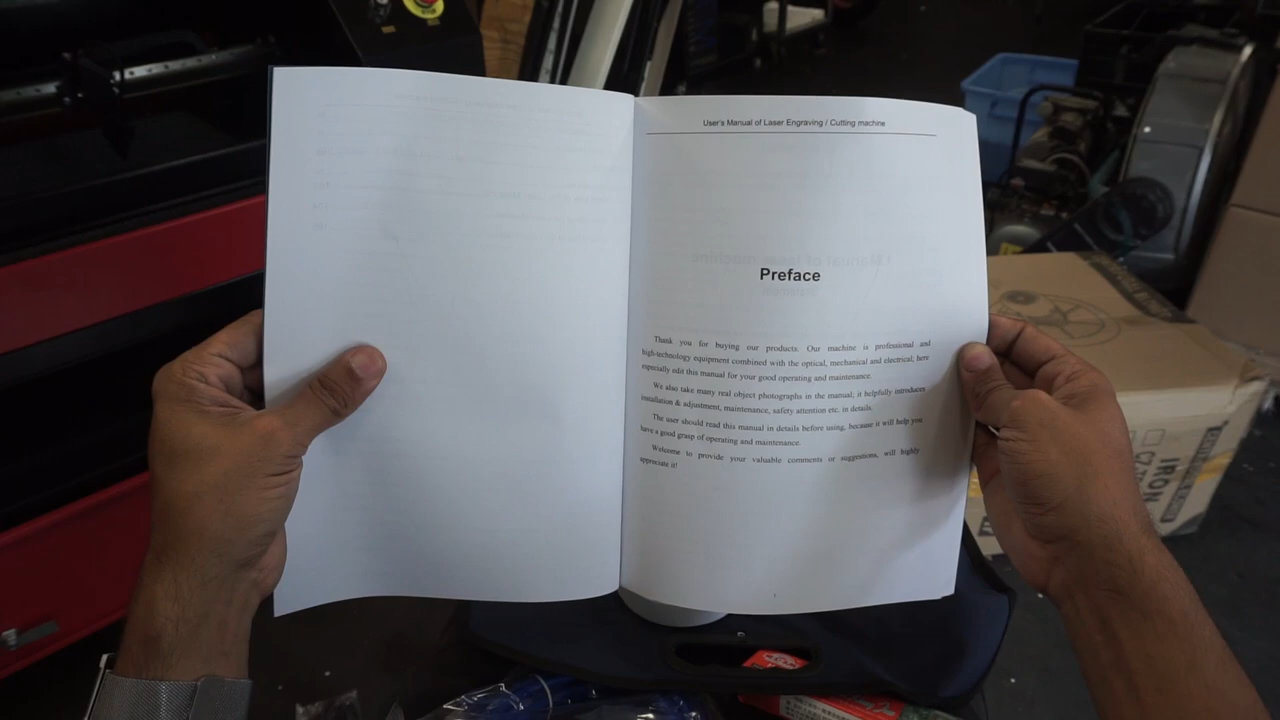 User's Manual of Laser Engraving / Cutting machine
Preface
Thank you for buying our products. Our machine is professional and
high-technology equipment combined with the optical, mechanical and electrical; here
especially edit this manual for your good operating and maintenance.
We also take many real object photographs in the manual; it helpfully introduces
installation & adjustment, maintenance, safety attention etc. in details.
The user should read this manual in details before using, because it will help you
have a good grasp of operating and maintenance.
Welcome to provide your valuable comments or suggestions, will highly
appreciate it!
IRON